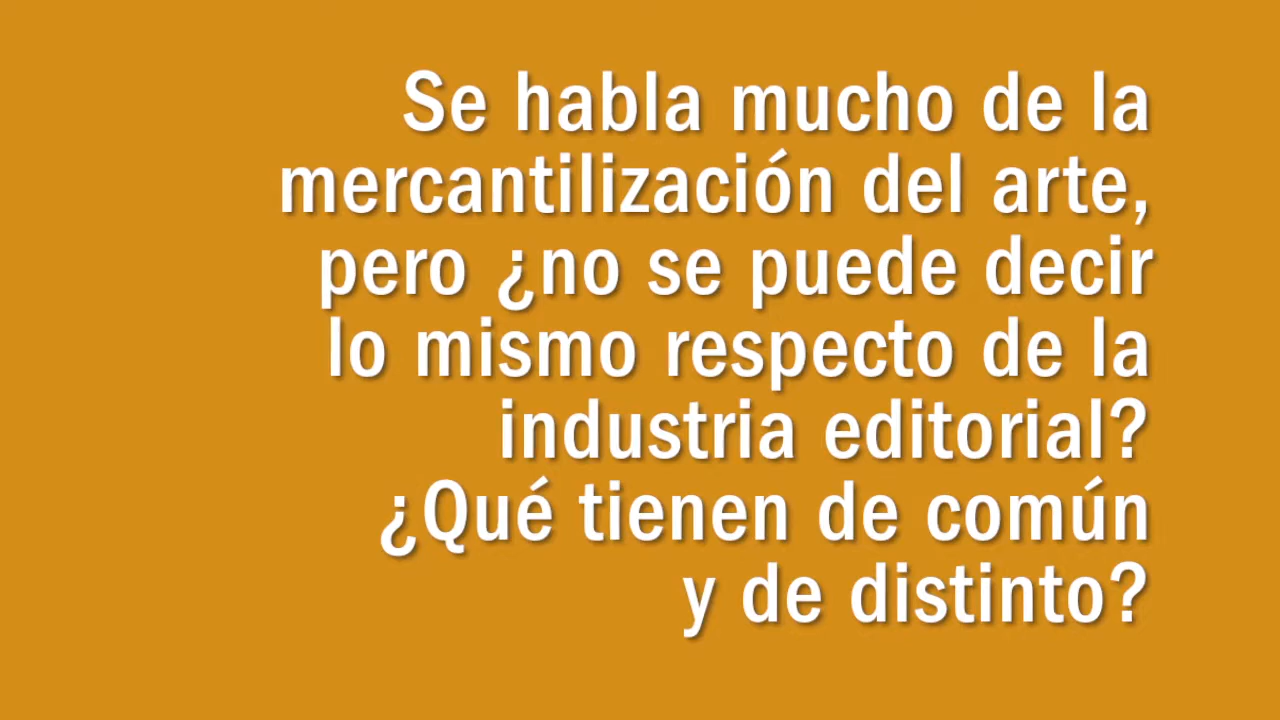 Se habla mucho de la
mercantilización del arte,
pero ¿no se puede decir
lo mismo respecto de la
industria editorial?
¿Qué tienen de común
y de distinto?